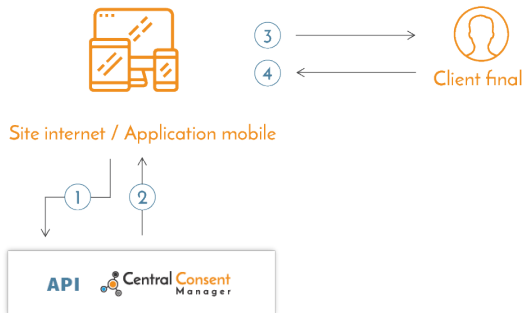 3
4
Client final
Site internet / Application mobile
1
2
API
Central Consent
Manager